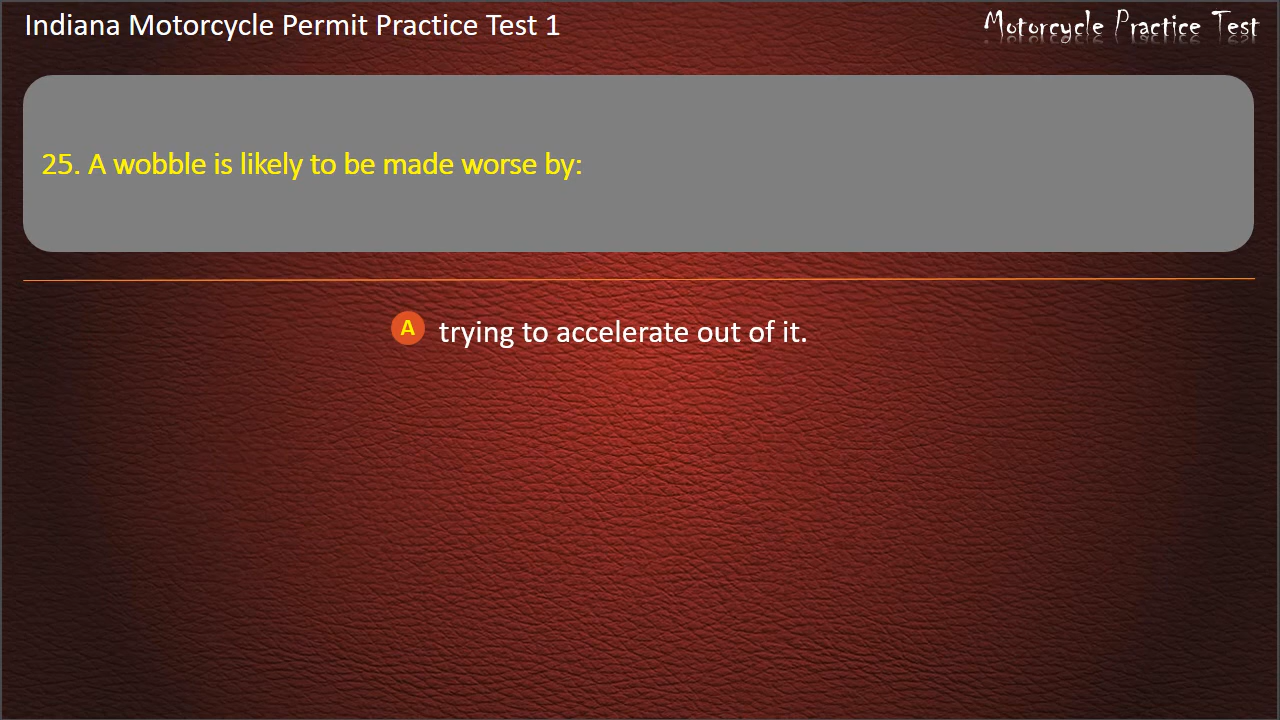 Indiana Motorcycle Permit Practice Test 1
Motorcycle Practice Test
25. A wobble is likely to be made worse by:
A trying to accelerate out of it.